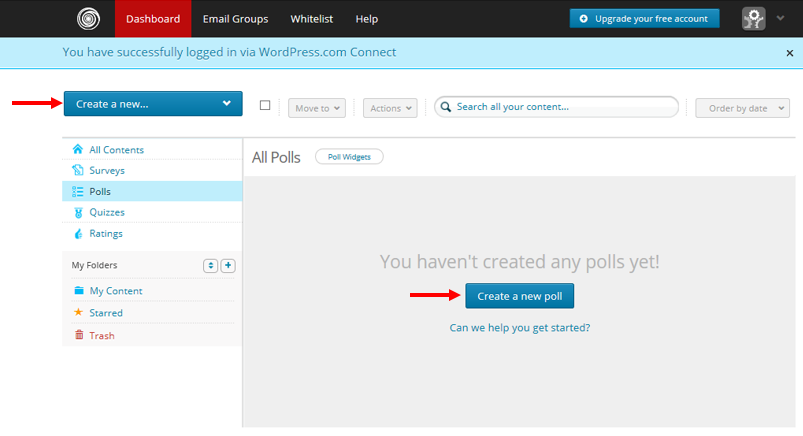 Dashboard Email Groups Whitelist Help Upgrade your free account
You have successfully logged in via WordPress.com Connect ×
Create a new... Move to Actions Search all your content... Order by date
All Contents
Surveys
Polls
Quizzes
Ratings
My Folders
My Content
Starred
Trash
All Polls Poll Widgets
You haven't created any polls yet!
Create a new poll
Can we help you get started?